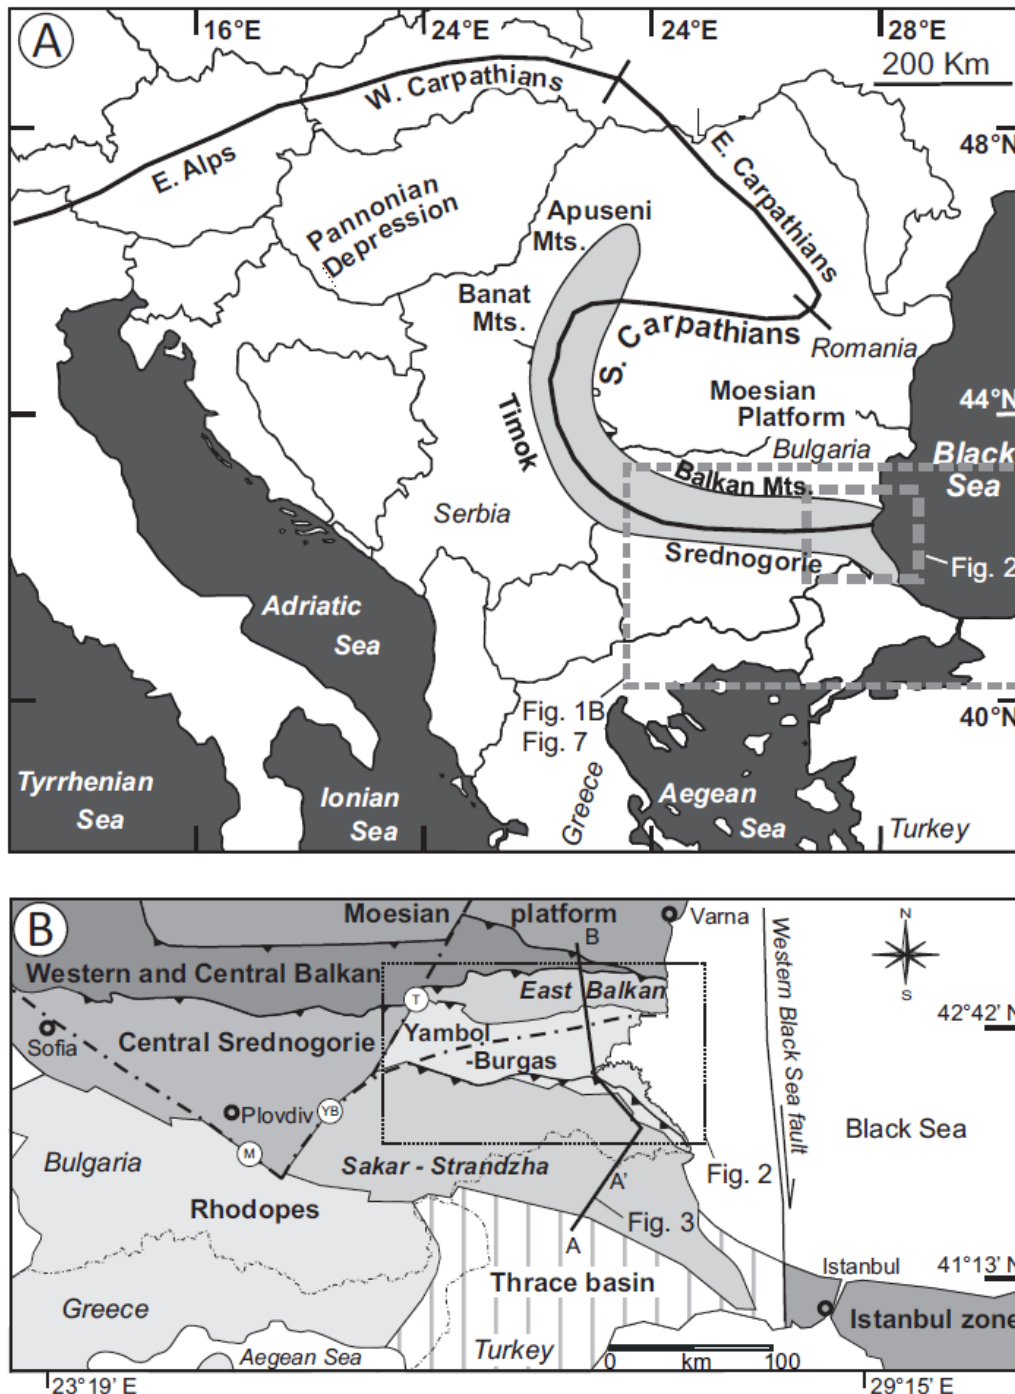 A
16°E
24°E
24°E
28°E
200 Km
W. Carpathians
48°N
E. Alps
E. Carpathians
Pannonian
Depression
Apuseni
Mts.
Banat
Mts.
S. Carpathians
Romania
Moesian
Platform
44°N
Timok
Bulgaria
Black
Sea
Balkan Mts.
Serbia
Srednogorie
Fig. 2
Adriatic
Sea
40°N
Fig. 1B
Fig. 7
Tyrrhenian
Sea
Ionian
Sea
Greece
Aegean
Sea
Turkey
B
Moesian platform
Varna
B
N
S
Western Black Sea fault
Western and Central Balkan
East Balkan
T
42°42' N
Sofia
Central Srednogorie
Yambol
-Burgas
Plovdiv
YB
Black Sea
M
Bulgaria
Sakar - Strandzha
Fig. 2
A'
Rhodopes
Fig. 3
A
Istanbul
41°13' N
Thrace basin
Greece
Istanbul zone
Turkey
Aegean Sea
0 km 100
23°19' E
29°15' E